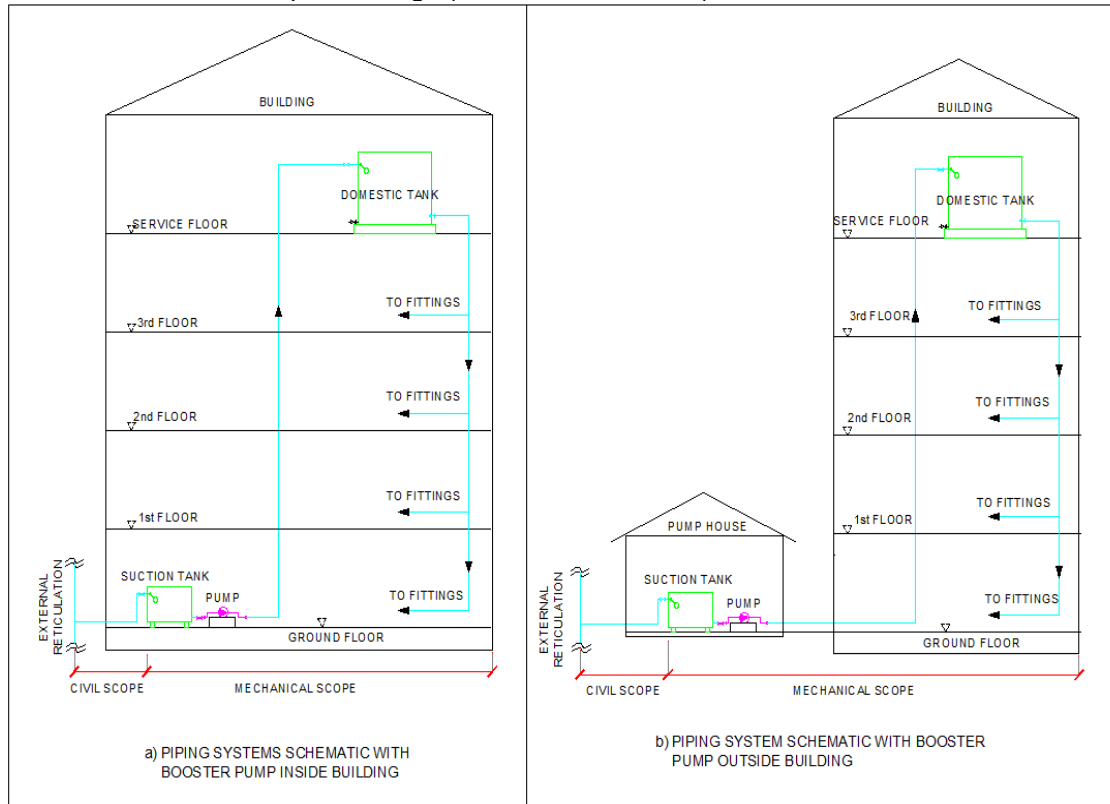 BUILDING
DOMESTIC TANK
SERVICE FLOOR
TO FITTINGS
3rd FLOOR
TO FITTINGS
2nd FLOOR
TO FITTINGS
1st FLOOR
SUCTION TANK
PUMP
TO FITTINGS
GROUND FLOOR
EXTERNAL
RETICULATION
CIVIL SCOPE
MECHANICAL SCOPE
a) PIPING SYSTEMS SCHEMATIC WITH
BOOSTER PUMP INSIDE BUILDING
BUILDING
DOMESTIC TANK
SERVICE FLOOR
3rd FLOOR
TO FITTINGS
TO FITTINGS
2nd FLOOR
TO FITTINGS
1st FLOOR
PUMP HOUSE
SUCTION TANK
PUMP
TO FITTINGS
GROUND FLOOR
EXTERNAL
RETICULATION
CIVIL SCOPE
MECHANICAL SCOPE
b) PIPING SYSTEM SCHEMATIC WITH BOOSTER
PUMP OUTSIDE BUILDING